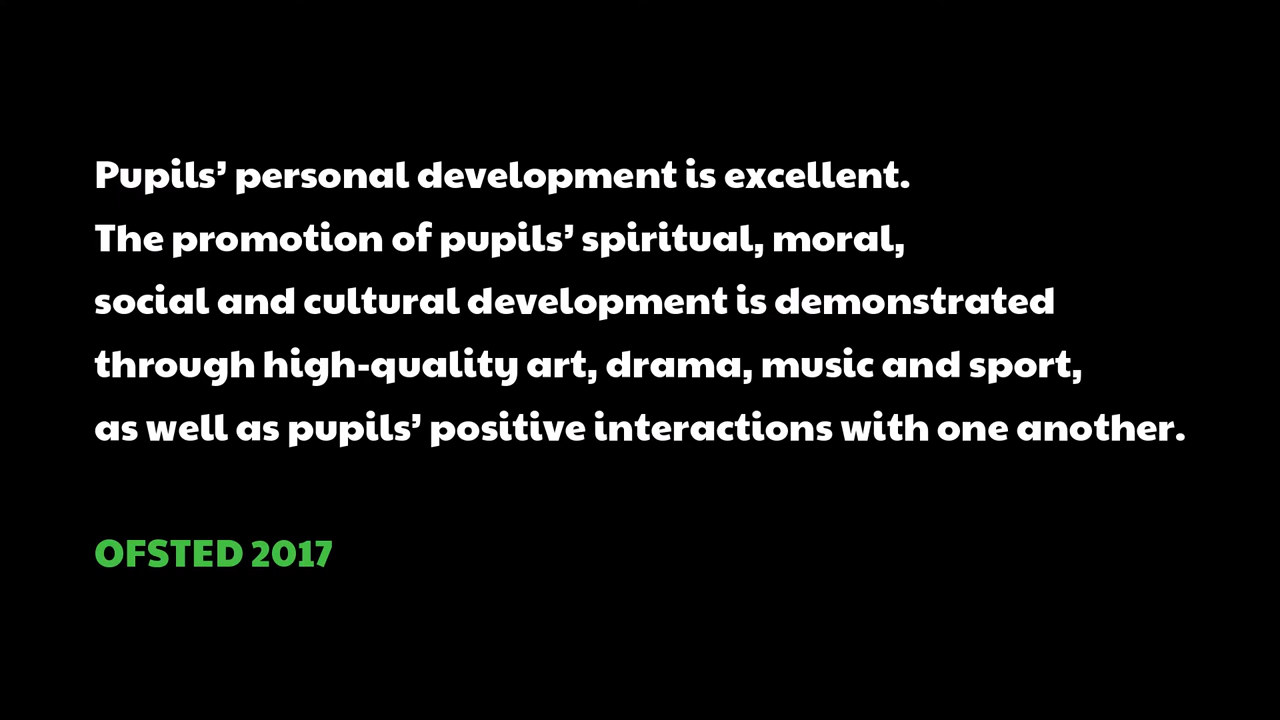 Pupils’ personal development is excellent.
The promotion of pupils’ spiritual, moral,
social and cultural development is demonstrated
through high-quality art, drama, music and sport,
as well as pupils’ positive interactions with one another.
OFSTED 2017